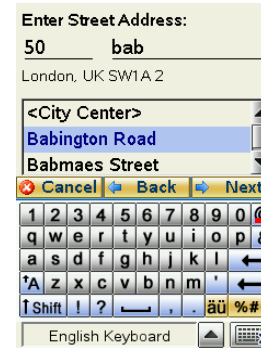 Enter Street Address:
50 bab
London, UK SW1A 2
<City Center>
Babington Road
Babmaes Street
Cancel Back Next
1 2 3 4 5 6 7 8 9 0 @
q w e r t y u i o p &
a s d f g h j k l
↑A z x c v b n m '
↑ Shift ! ? , . äü %#
English Keyboard